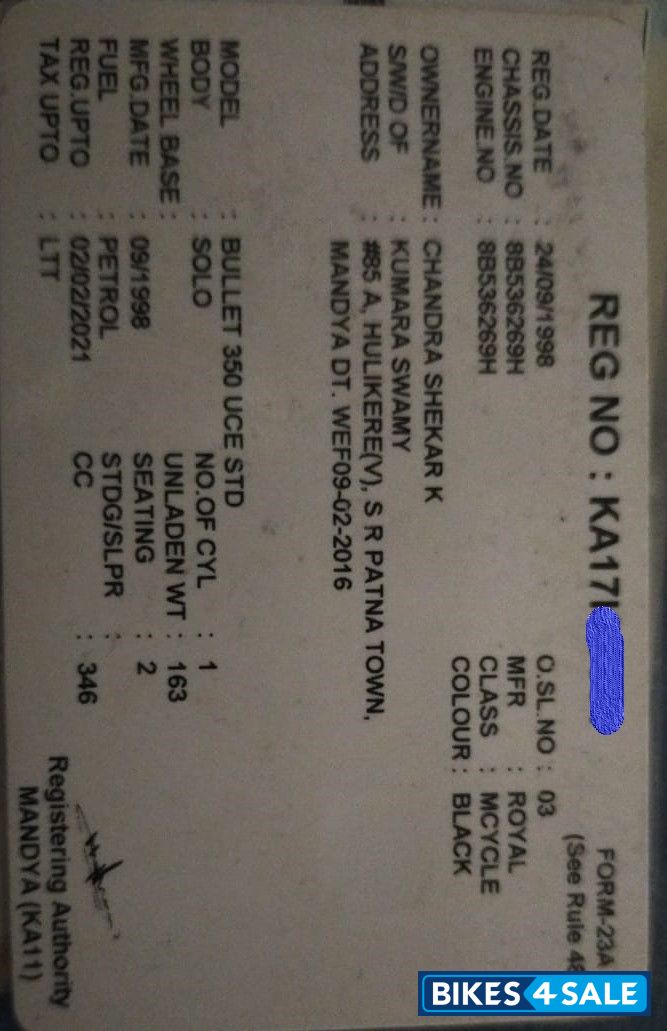 FORM-23A
REG NO : KA17
(See Rule 48
REG.DATE : 24/09/1998 O.SL.NO : 03
CHASSIS.NO : 8B536269H MFR : ROYAL
ENGINE.NO : 8B536269H CLASS : MCYCLE
COLOUR : BLACK
OWNERNAME : CHANDRA SHEKAR K
S/W/D OF : KUMARA SWAMY
ADDRESS : #85 A, HULIKERE(V), S R PATNA TOWN,
MANDYA DT. WEF09-02-2016
MODEL : BULLET 350 UCE STD
BODY : SOLO NO.OF CYL : 1
WHEEL BASE : UNLADEN WT : 163
MFG.DATE : 09/1998 SEATING : 2
FUEL : PETROL STDG/SLPR :
REG.UPTO : 02/02/2021 CC : 346
TAX UPTO : LTT
Registering Authority
MANDYA (KA11)
BIKES4SALE